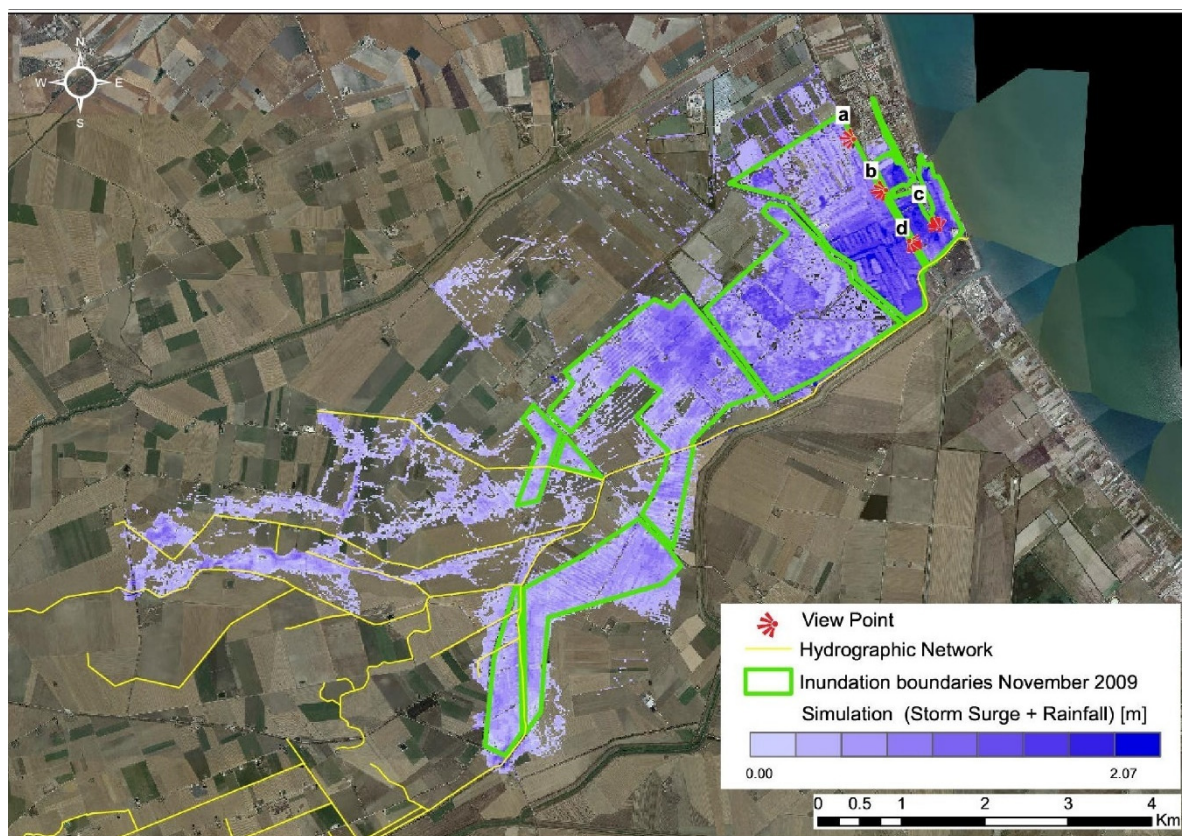 N
W E
S
a
b
c
d
View Point
Hydrographic Network
Inundation boundaries November 2009
Simulation (Storm Surge + Rainfall) [m]
0.00 2.07
0 0.5 1 2 3 4
Km